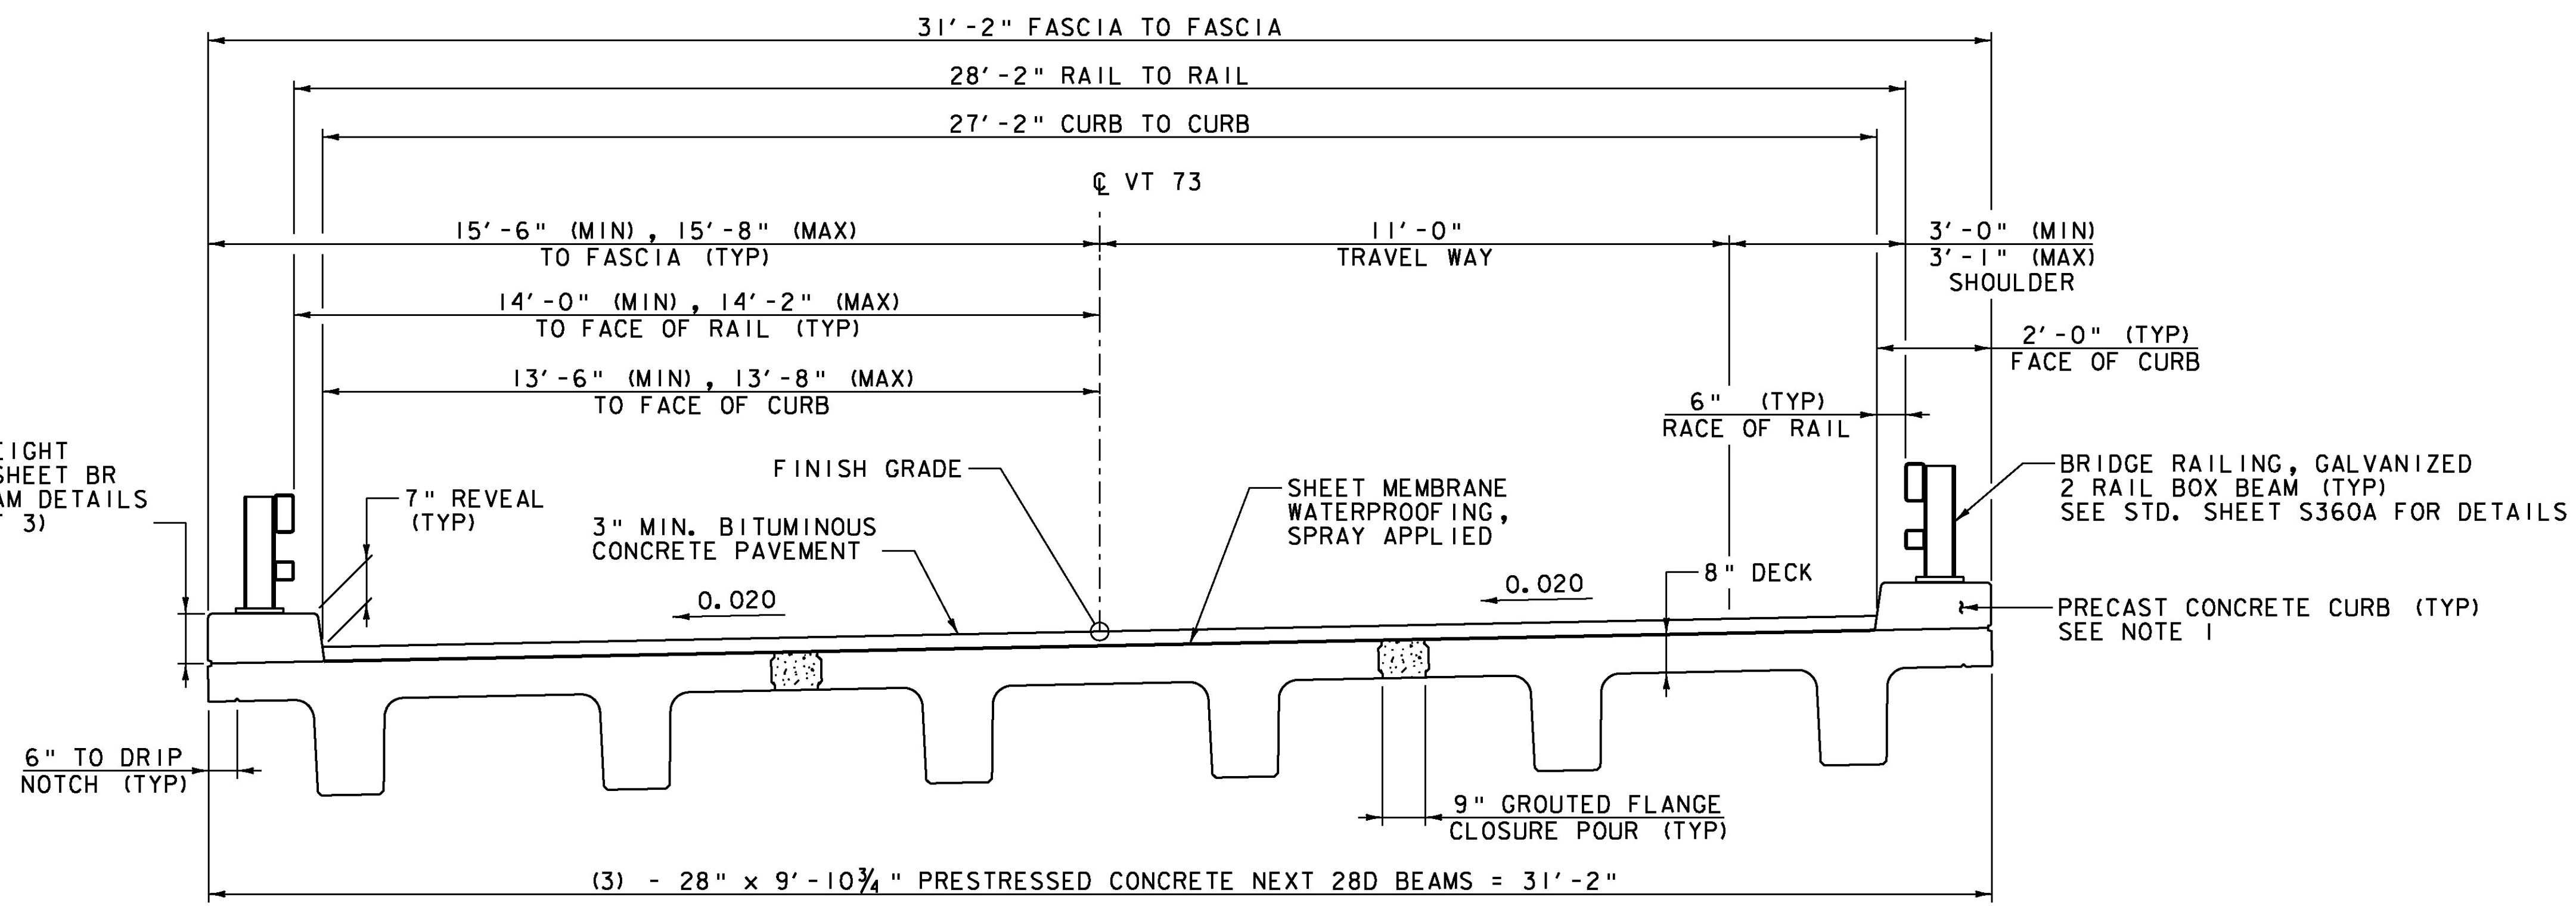 31'-2" FASCIA TO FASCIA
28'-2" RAIL TO RAIL
27'-2" CURB TO CURB
℄ VT 73
15'-6" (MIN), 15'-8" (MAX)
TO FASCIA (TYP)
11'-0"
TRAVEL WAY
3'-0" (MIN)
3'-1" (MAX)
SHOULDER
14'-0" (MIN), 14'-2" (MAX)
TO FACE OF RAIL (TYP)
2'-0" (TYP)
FACE OF CURB
13'-6" (MIN), 13'-8" (MAX)
TO FACE OF CURB
6" (TYP)
RACE OF RAIL
EIGHT
SHEET BR
AM DETAILS
3)
7" REVEAL
(TYP)
FINISH GRADE
3" MIN. BITUMINOUS
CONCRETE PAVEMENT
SHEET MEMBRANE
WATERPROOFING,
SPRAY APPLIED
BRIDGE RAILING, GALVANIZED
2 RAIL BOX BEAM (TYP)
SEE STD. SHEET S360A FOR DETAILS
0.020
0.020
8" DECK
PRECAST CONCRETE CURB (TYP)
SEE NOTE 1
6" TO DRIP
NOTCH (TYP)
9" GROUTED FLANGE
CLOSURE POUR (TYP)
(3) - 28" x 9'-10¾" PRESTRESSED CONCRETE NEXT 28D BEAMS = 31'-2"